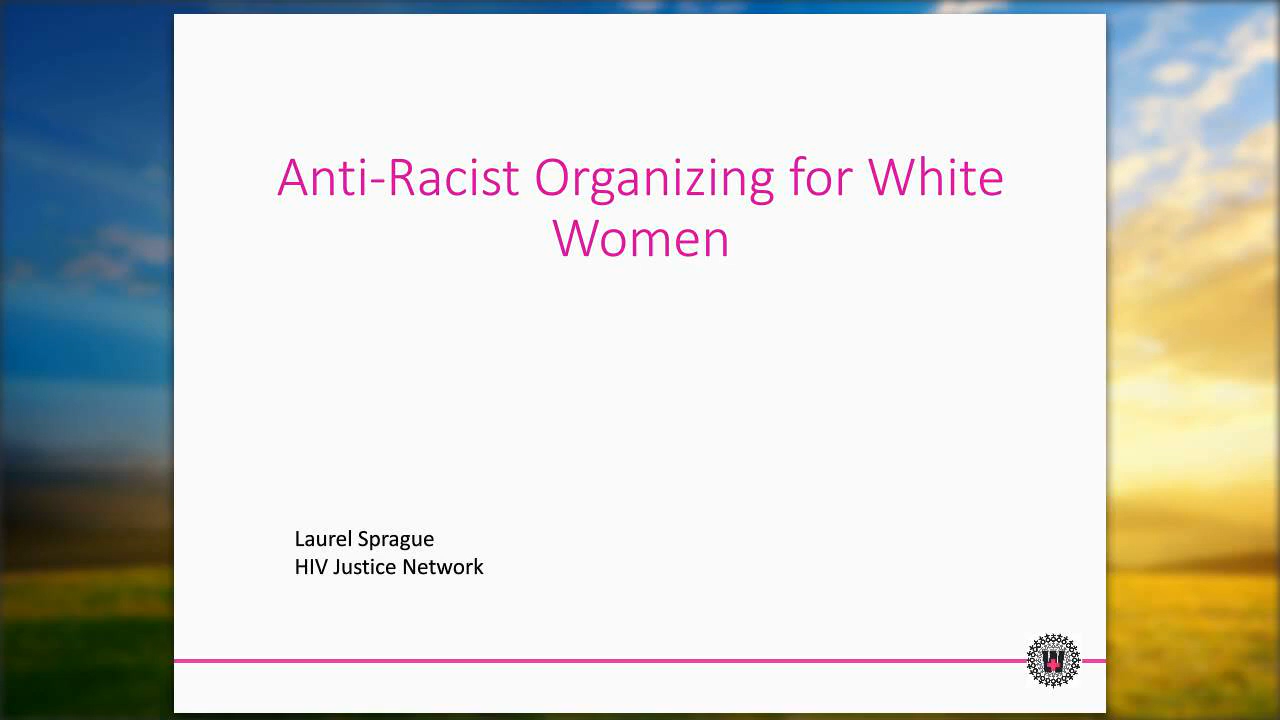 Anti-Racist Organizing for White
Women
Laurel Sprague
HIV Justice Network
W